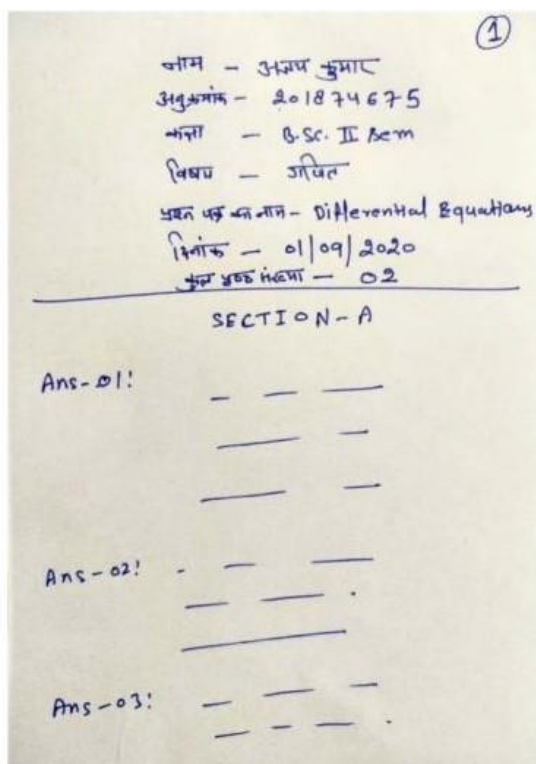 1
नाम - अजय कुमार
अनुक्रमांक - 201874675
कक्षा - B.Sc. II Sem
विषय - गणित
प्रश्न पत्र का नाम - Differential Equations
दिनांक - 01/09/2020
कुल पृष्ठ संख्या - 02
SECTION-A
Ans-01:
Ans-02:
Ans-03: